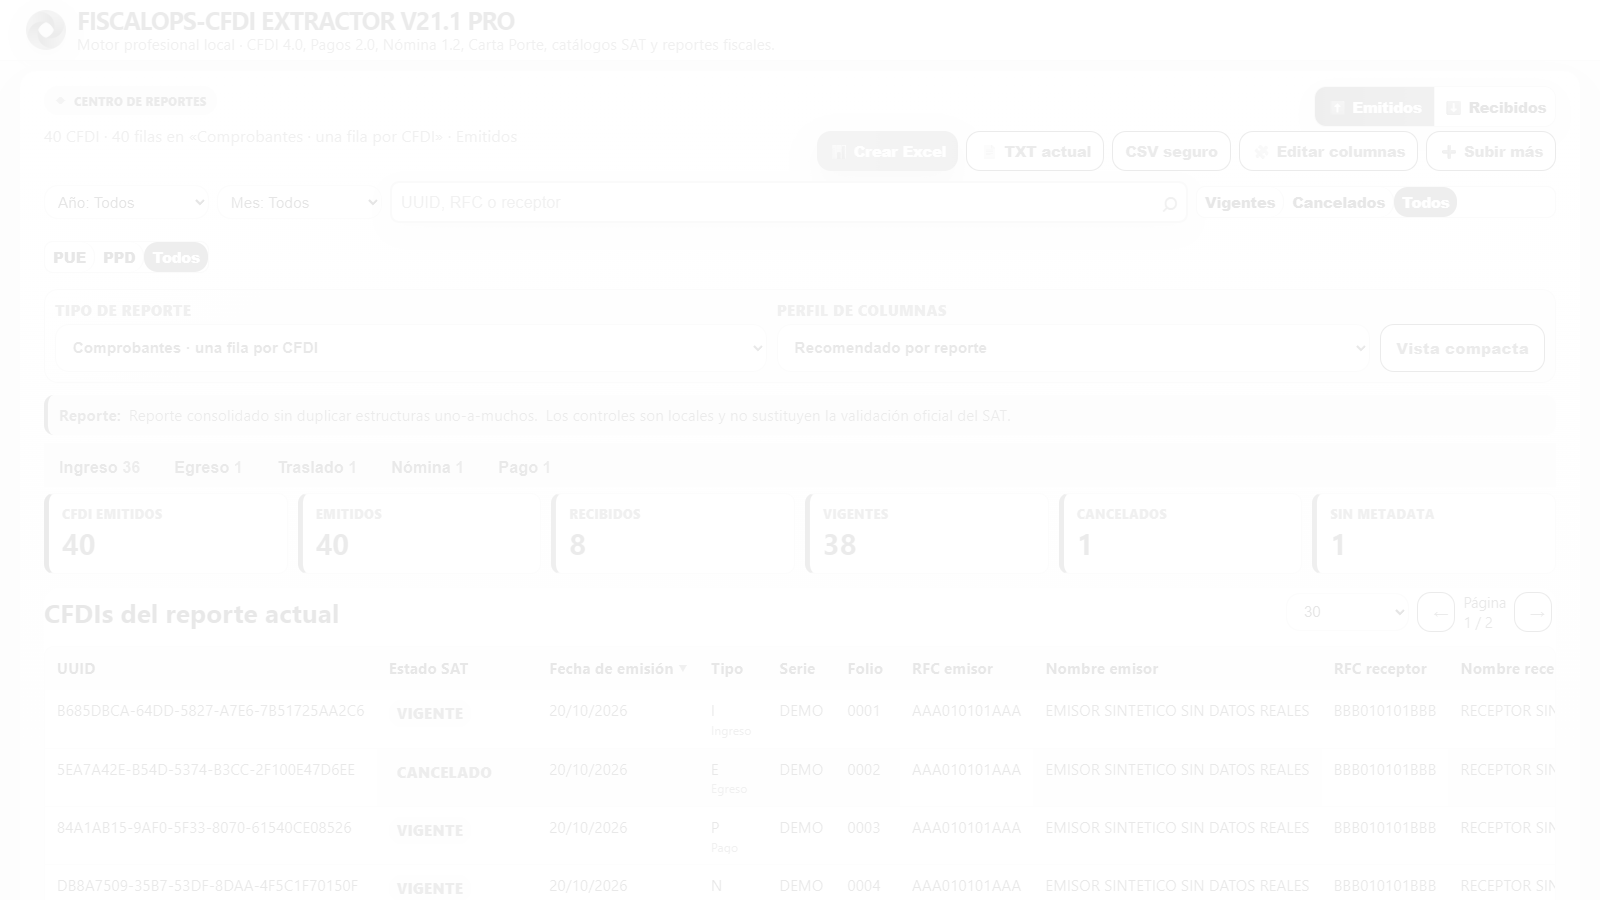 FISCALOPS-CFDI EXTRACTOR V21.1 PRO
Motor profesional local · CFDI 4.0, Pagos 2.0, Nómina 1.2, Carta Porte, catálogos SAT y reportes fiscales.
CENTRO DE REPORTES
Emitidos Recibidos
40 CFDI · 40 filas en «Comprobantes · una fila por CFDI» · Emitidos
Crear Excel TXT actual CSV seguro Editar columnas Subir más
Año: Todos Mes: Todos UUID, RFC o receptor Vigentes Cancelados Todos
PUE PPD Todos
TIPO DE REPORTE PERFIL DE COLUMNAS
Comprobantes · una fila por CFDI Recomendado por reporte Vista compacta
Reporte: Reporte consolidado sin duplicar estructuras uno-a-muchos. Los controles son locales y no sustituyen la validación oficial del SAT.
Ingreso 36 Egreso 1 Traslado 1 Nómina 1 Pago 1
CFDI EMITIDOS EMITIDOS RECIBIDOS VIGENTES CANCELADOS SIN METADATA
40 40 8 38 1 1
CFDIs del reporte actual 30 ← Página 1 / 2 →
UUID Estado SAT Fecha de emisión ▼ Tipo Serie Folio RFC emisor Nombre emisor RFC receptor Nombre rece
B685DBCA-64DD-5827-A7E6-7B51725AA2C6 VIGENTE 20/10/2026 I DEMO 0001 AAA010101AAA EMISOR SINTETICO SIN DATOS REALES BBB010101BBB RECEPTOR SIN
Ingreso
5EA7A42E-B54D-5374-B3CC-2F100E47D6EE CANCELADO 20/10/2026 E DEMO 0002 AAA010101AAA EMISOR SINTETICO SIN DATOS REALES BBB010101BBB RECEPTOR SIN
Egreso
84A1AB15-9AF0-5F33-8070-61540CE08526 VIGENTE 20/10/2026 P DEMO 0003 AAA010101AAA EMISOR SINTETICO SIN DATOS REALES BBB010101BBB RECEPTOR SIN
Pago
DB8A7509-35B7-53DF-8DAA-4F5C1F70150F VIGENTE 20/10/2026 N DEMO 0004 AAA010101AAA EMISOR SINTETICO SIN DATOS REALES BBB010101BBB RECEPTOR SIN